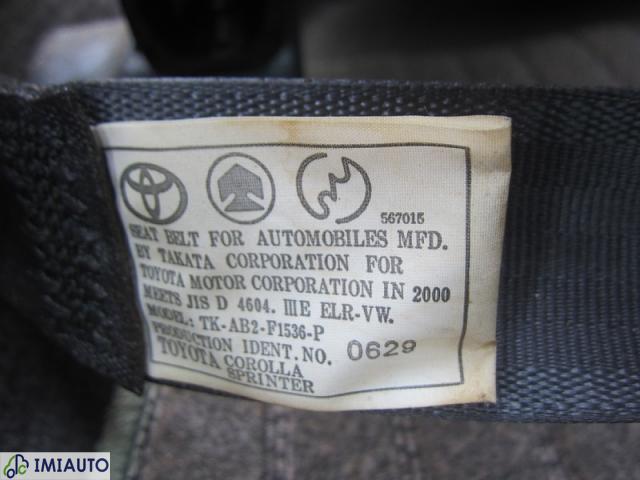 567015
SEAT BELT FOR AUTOMOBILES MFD.
BY TAKATA CORPORATION FOR
TOYOTA MOTOR CORPORATION IN 2000
MEETS JIS D 4604. ⅢE ELR-VW.
MODEL: TK-AB2-F1536-P
PRODUCTION IDENT. NO. 0629
TOYOTA COROLLA
SPRINTER
IMIAUTO